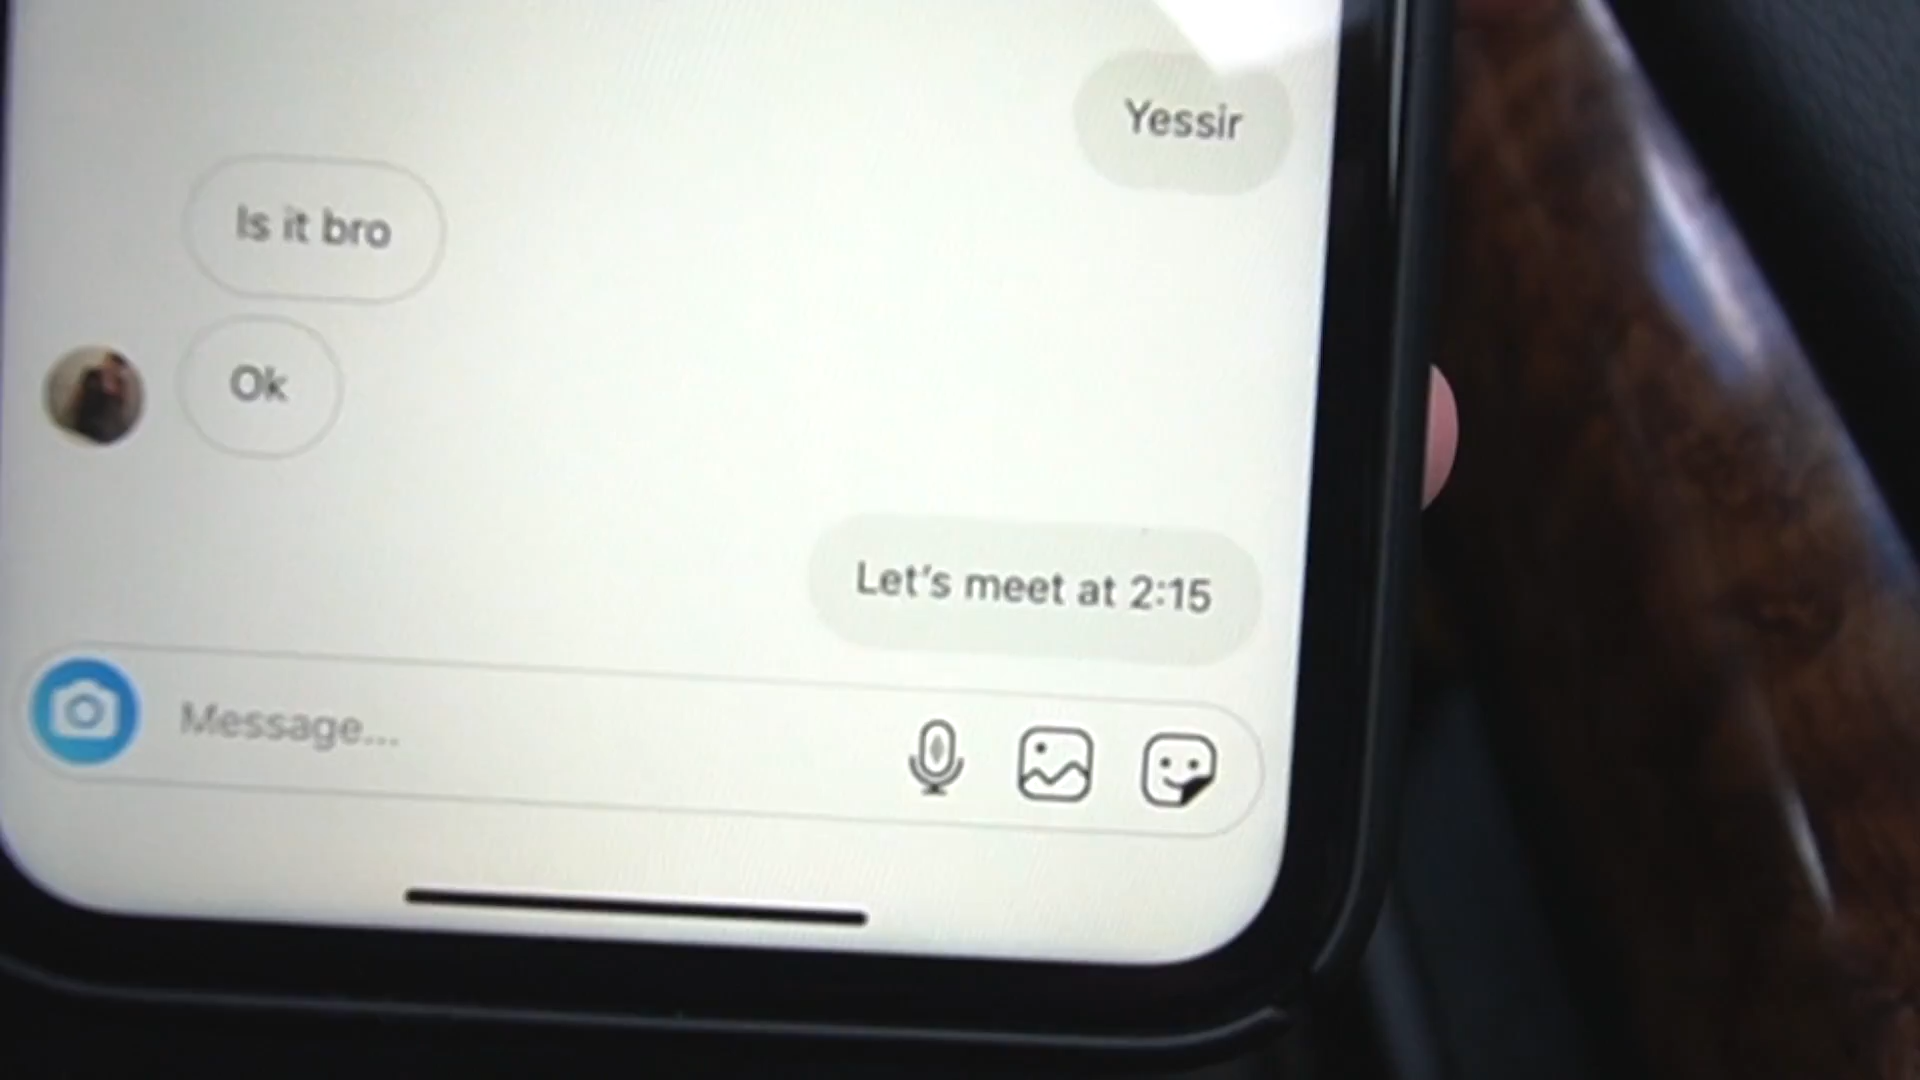 Yessir
Is it bro
Ok
Let's meet at 2:15
Message...